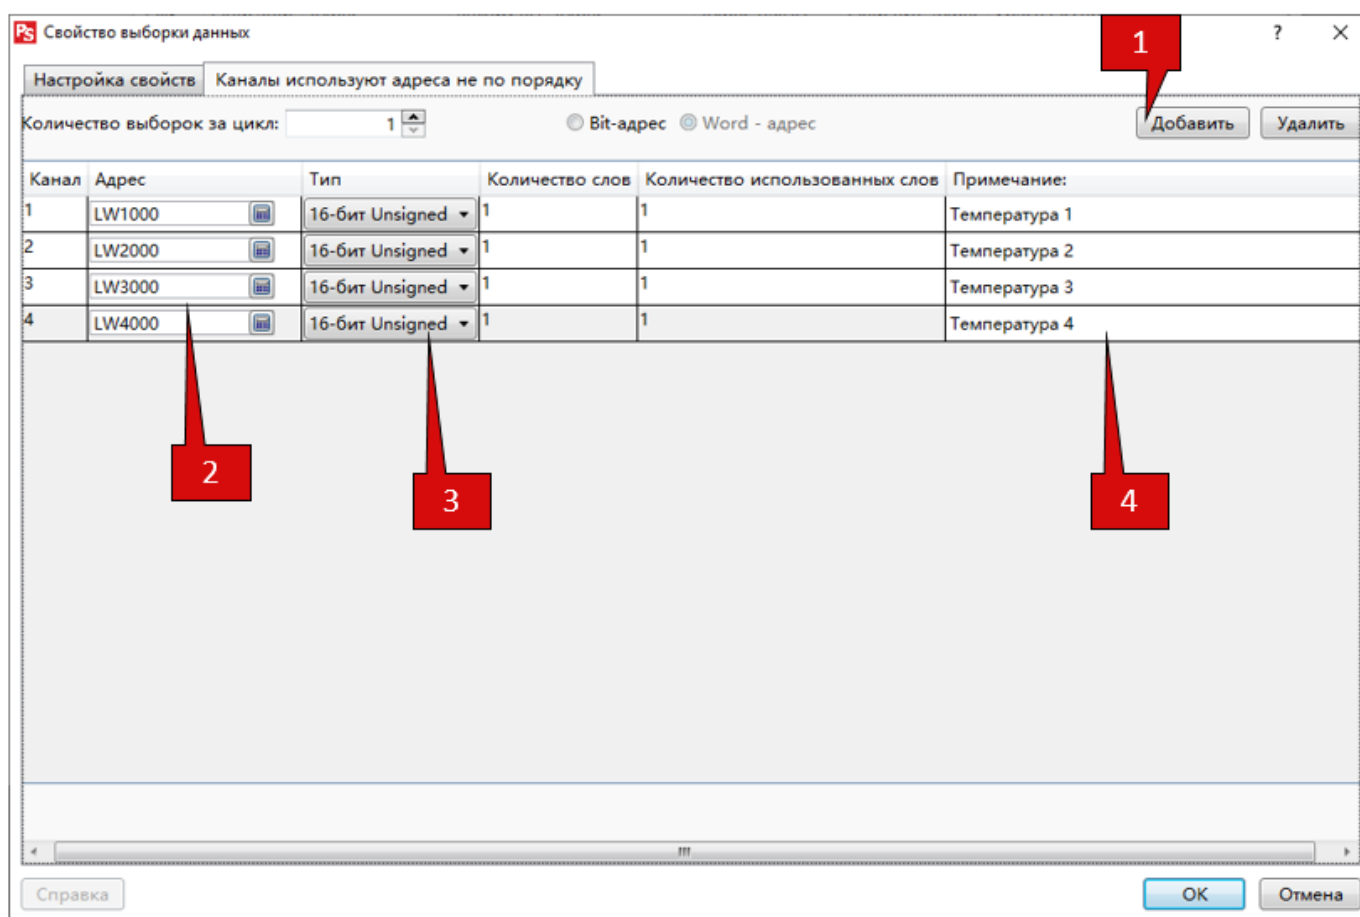 PS Свойство выборки данных ?
1
Настройка свойств Каналы используют адреса не по порядку
Количество выборок за цикл: 1 Bit-адрес Word - адрес Добавить Удалить
Канал Адрес Тип Количество слов Количество использованных слов Примечание:
1 LW1000 16-бит Unsigned 1 1 Температура 1
2 LW2000 16-бит Unsigned 1 1 Температура 2
3 LW3000 16-бит Unsigned 1 1 Температура 3
4 LW4000 16-бит Unsigned 1 1 Температура 4
2
3
4
Справка OK Отмена